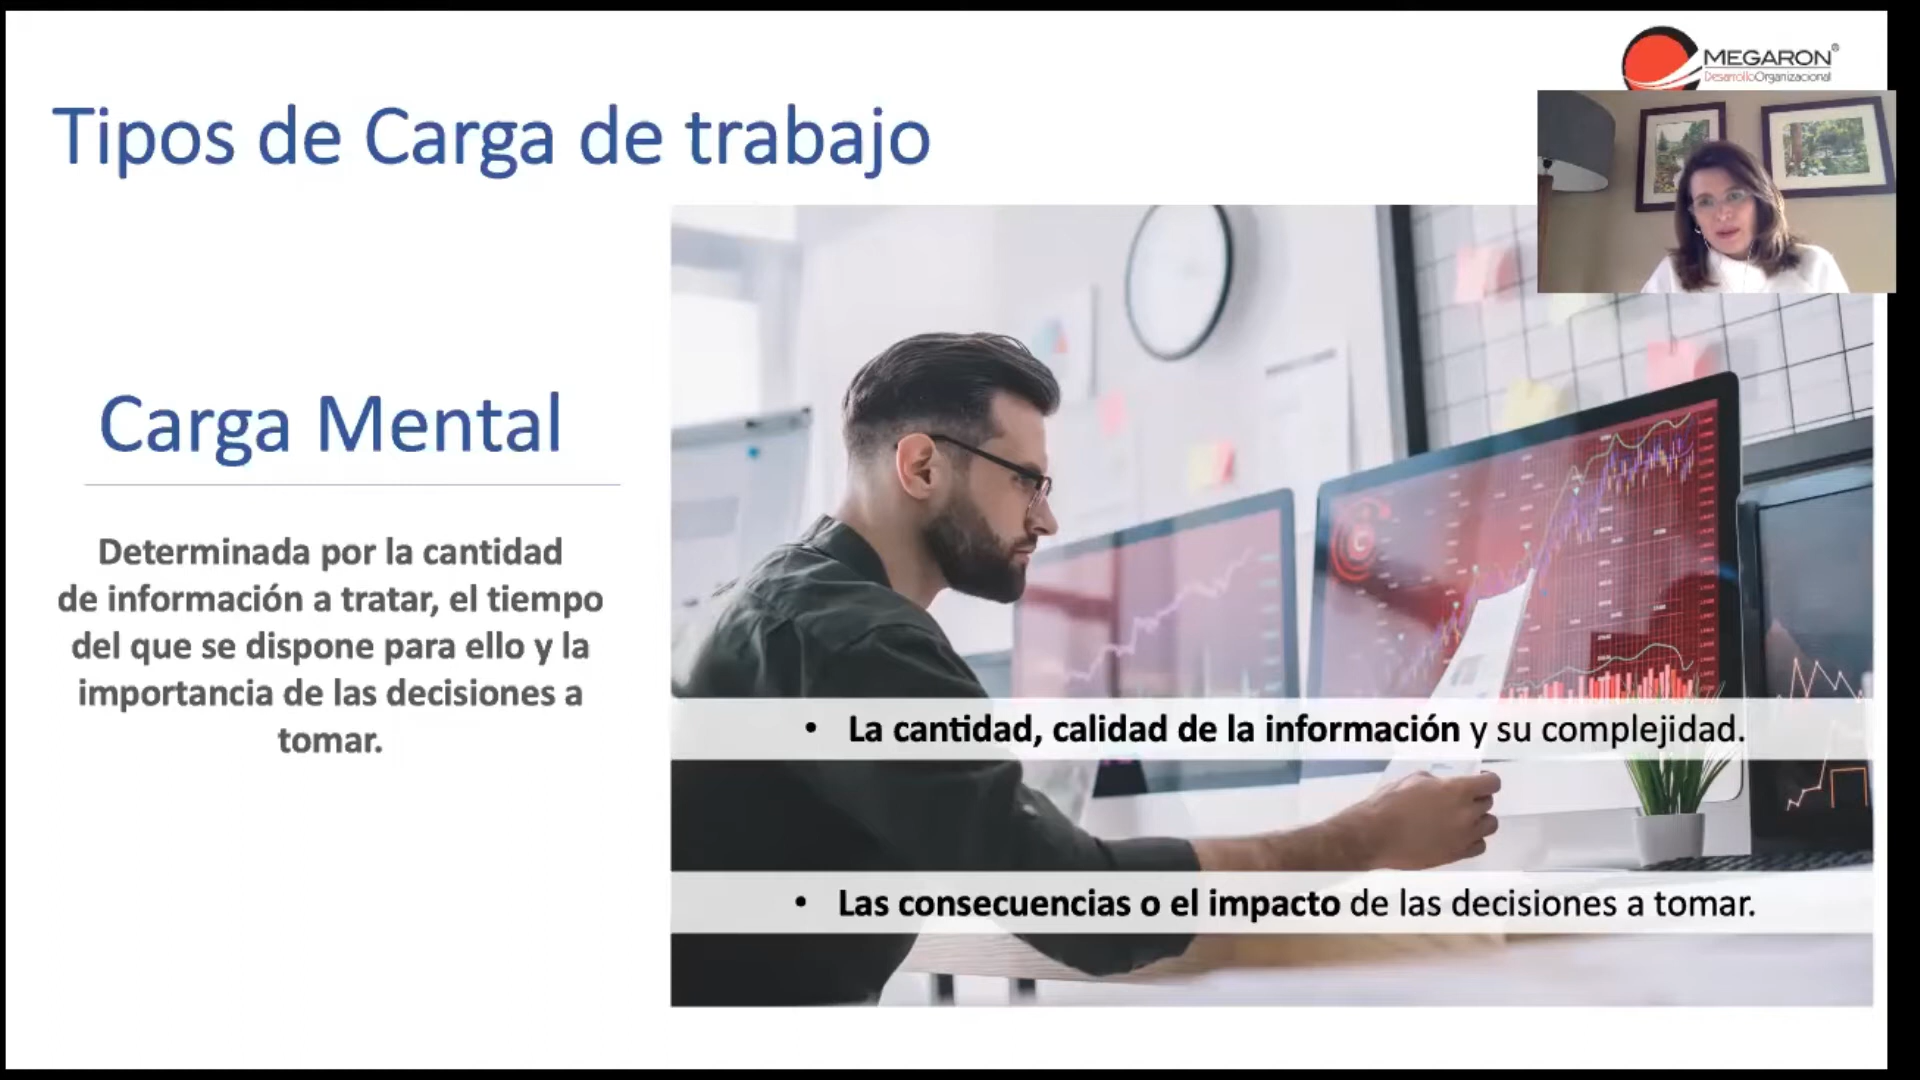 MEGARON®
DesarrolloOrganizacional
Tipos de Carga de trabajo
Carga Mental
Determinada por la cantidad
de información a tratar, el tiempo
del que se dispone para ello y la
importancia de las decisiones a
tomar.
• La cantidad, calidad de la información y su complejidad.
• Las consecuencias o el impacto de las decisiones a tomar.